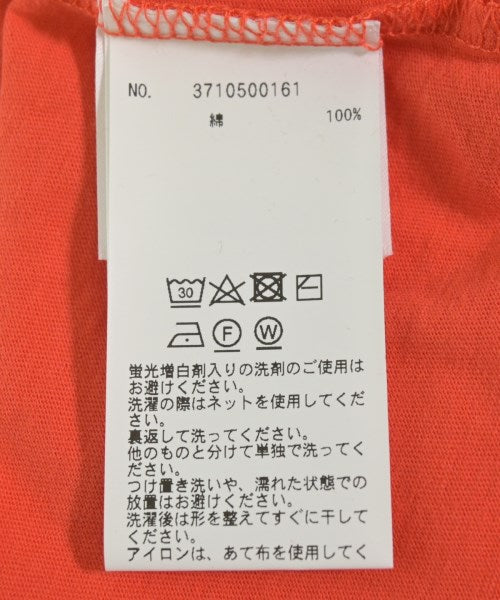 NO. 3710500161
綿 100%
30
F W
蛍光増白剤入りの洗剤のご使用は
お避けください。
洗濯の際はネットを使用してくだ
さい。
裏返して洗ってください。
他のものと分けて単独で洗ってく
ださい。
つけ置き洗いや、濡れた状態での
放置はお避けください。
洗濯後は形を整えてすぐに干して
ください。
アイロンは、あて布を使用してく